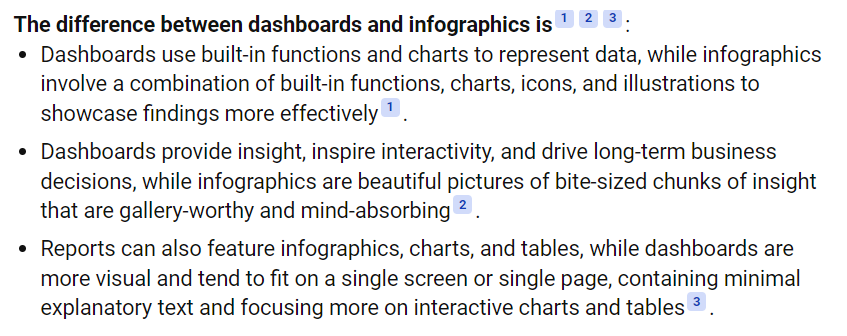 The difference between dashboards and infographics is 1 2 3 :
• Dashboards use built-in functions and charts to represent data, while infographics
involve a combination of built-in functions, charts, icons, and illustrations to
showcase findings more effectively 1 .
• Dashboards provide insight, inspire interactivity, and drive long-term business
decisions, while infographics are beautiful pictures of bite-sized chunks of insight
that are gallery-worthy and mind-absorbing 2 .
• Reports can also feature infographics, charts, and tables, while dashboards are
more visual and tend to fit on a single screen or single page, containing minimal
explanatory text and focusing more on interactive charts and tables 3 .